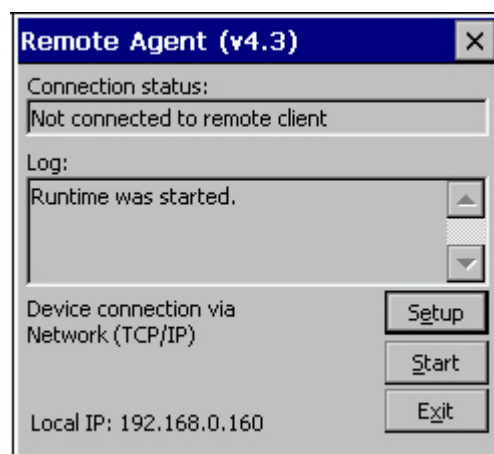 Remote Agent (v4.3)
Connection status:
Not connected to remote client
Log:
Runtime was started.
Device connection via
Network (TCP/IP)
Setup
Start
Exit
Local IP: 192.168.0.160